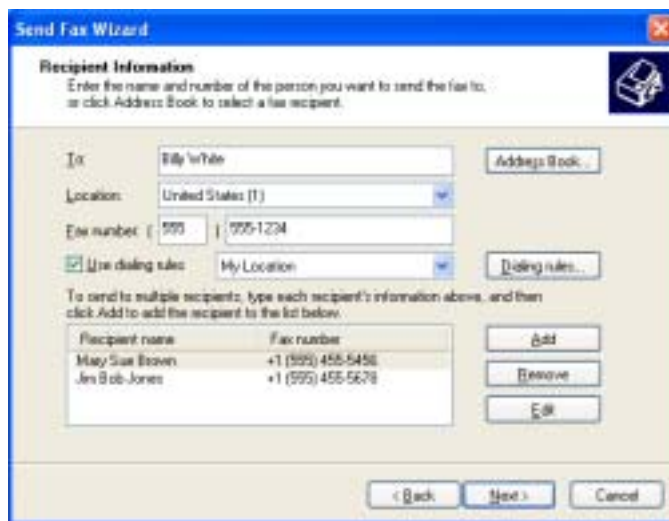 Send Fax Wizard
Recipient Information
Enter the name and number of the person you want to send the fax to,
or click Address Book to select a fax recipient.
To: Billy White Address Book...
Location: United States (1)
Fax number: ( 555 ) 555-1234
Use dialing rules My Location Dialing rules...
To send to multiple recipients, type each recipient's information above, and then
click Add to add the recipient to the list below.
Recipient name Fax number Add
Mary Sue Brown +1 (555) 455-5456
Jim Bob Jones +1 (555) 455-5678 Remove
Edit
< Back Next > Cancel